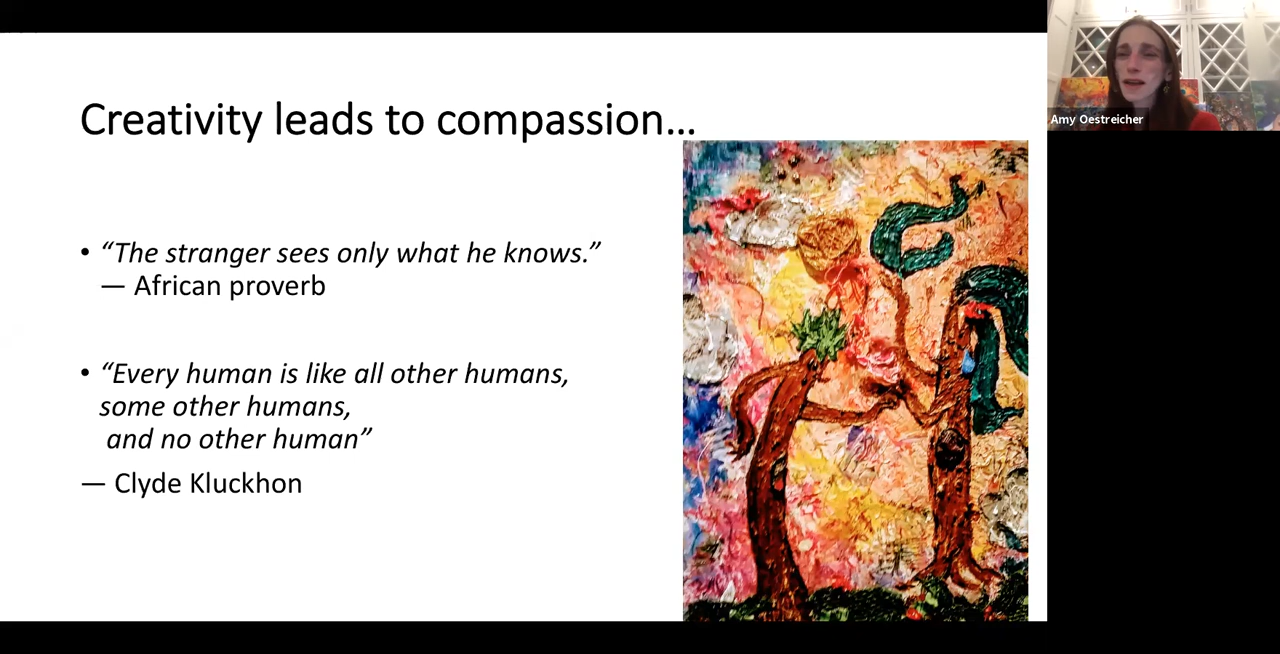 Creativity leads to compassion...
• “The stranger sees only what he knows.”
— African proverb
• “Every human is like all other humans,
some other humans,
and no other human”
— Clyde Kluckhon
Amy Oestreicher